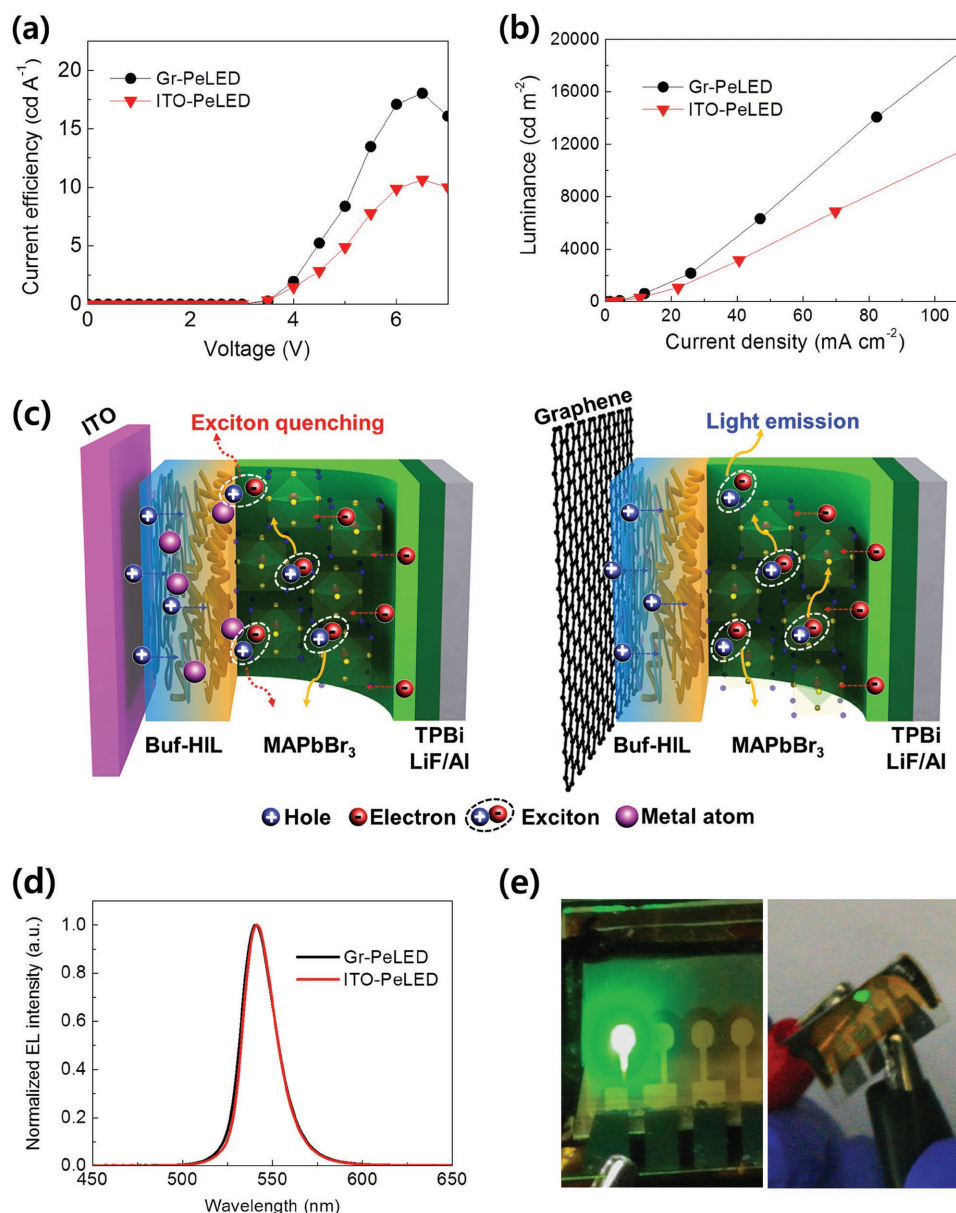 (a)
Current efficiency (cd A⁻¹)
20
15
10
5
0
Gr-PeLED
ITO-PeLED
0 2 4 6
Voltage (V)
(b)
Luminance (cd m⁻²)
20000
16000
12000
8000
4000
0
Gr-PeLED
ITO-PeLED
0 20 40 60 80 100
Current density (mA cm⁻²)
(c)
ITO
Exciton quenching
Buf-HIL
MAPbBr₃
TPBi
LiF/Al
Graphene
Light emission
Buf-HIL
MAPbBr₃
TPBi
LiF/Al
Hole Electron Exciton Metal atom
(d)
Normalized EL intensity (a.u.)
1.0
0.8
0.6
0.4
0.2
0.0
Gr-PeLED
ITO-PeLED
450 500 550 600 650
Wavelength (nm)
(e)